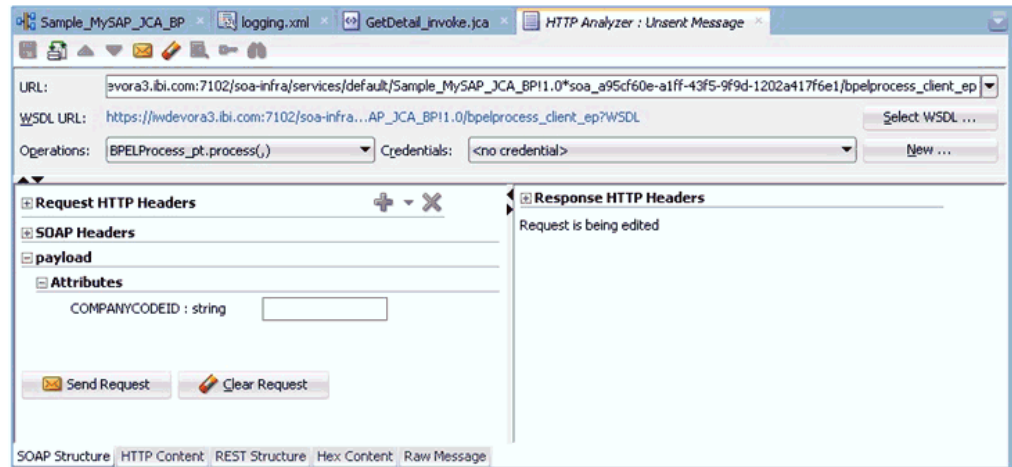 Sample_MySAP_JCA_BP logging.xml GetDetail_invoke.jca HTTP Analyzer : Unsent Message
URL: evora3.ibi.com:7102/soa-infra/services/default/Sample_MySAP_JCA_BP!1.0*soa_a95cf60e-a1ff-43f5-9f9d-1202a417f6e1/bpelprocess_client_ep
WSDL URL: https://iwdevora3.ibi.com:7102/soa-infra...AP_JCA_BP!1.0/bpelprocess_client_ep?WSDL Select WSDL ...
Operations: BPELProcess_pt.process(,) Credentials: <no credential> New ...
Request HTTP Headers
SOAP Headers
payload
Attributes
COMPANYCODEID : string
Send Request Clear Request
Response HTTP Headers
Request is being edited
SOAP Structure HTTP Content REST Structure Hex Content Raw Message